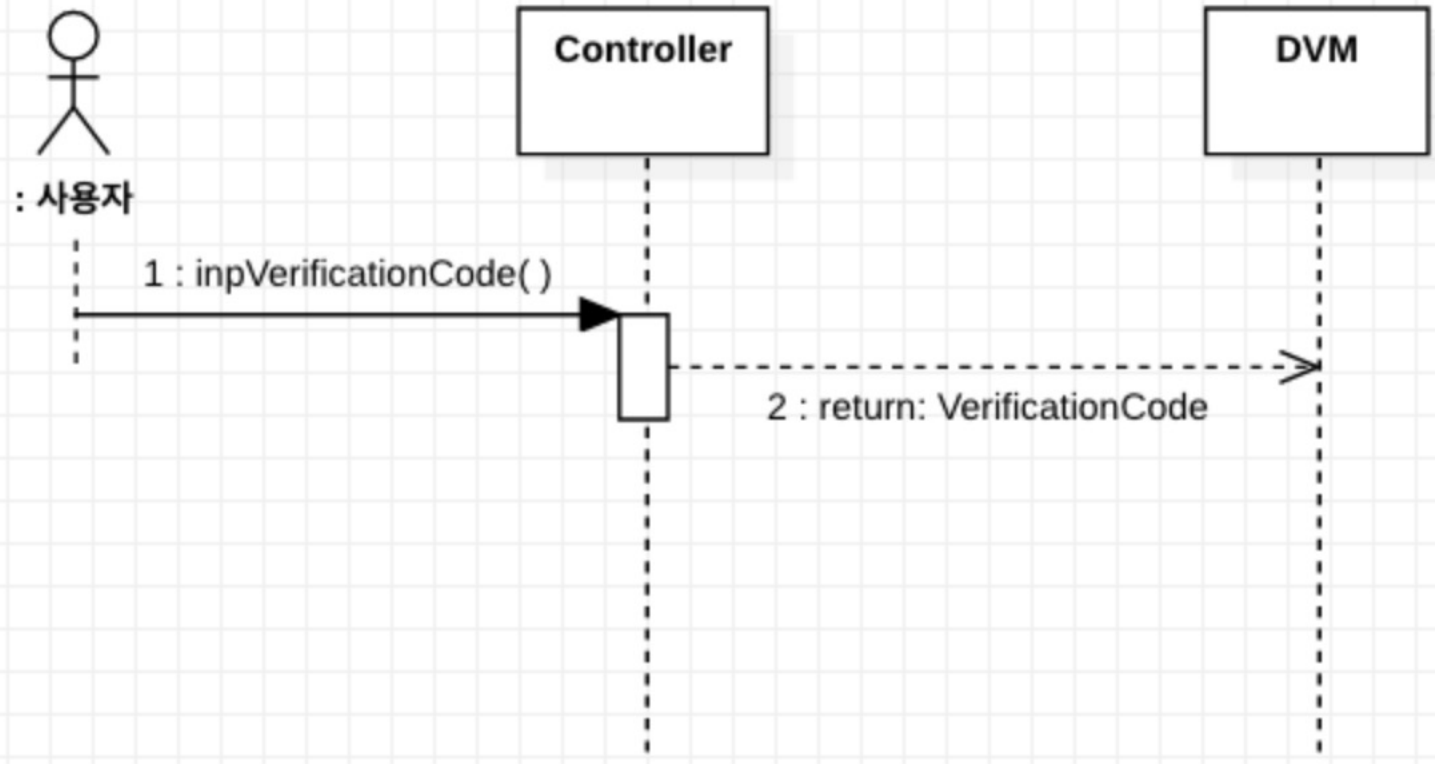 Controller
DVM
: 사용자
1 : inpVerificationCode( )
2 : return: VerificationCode